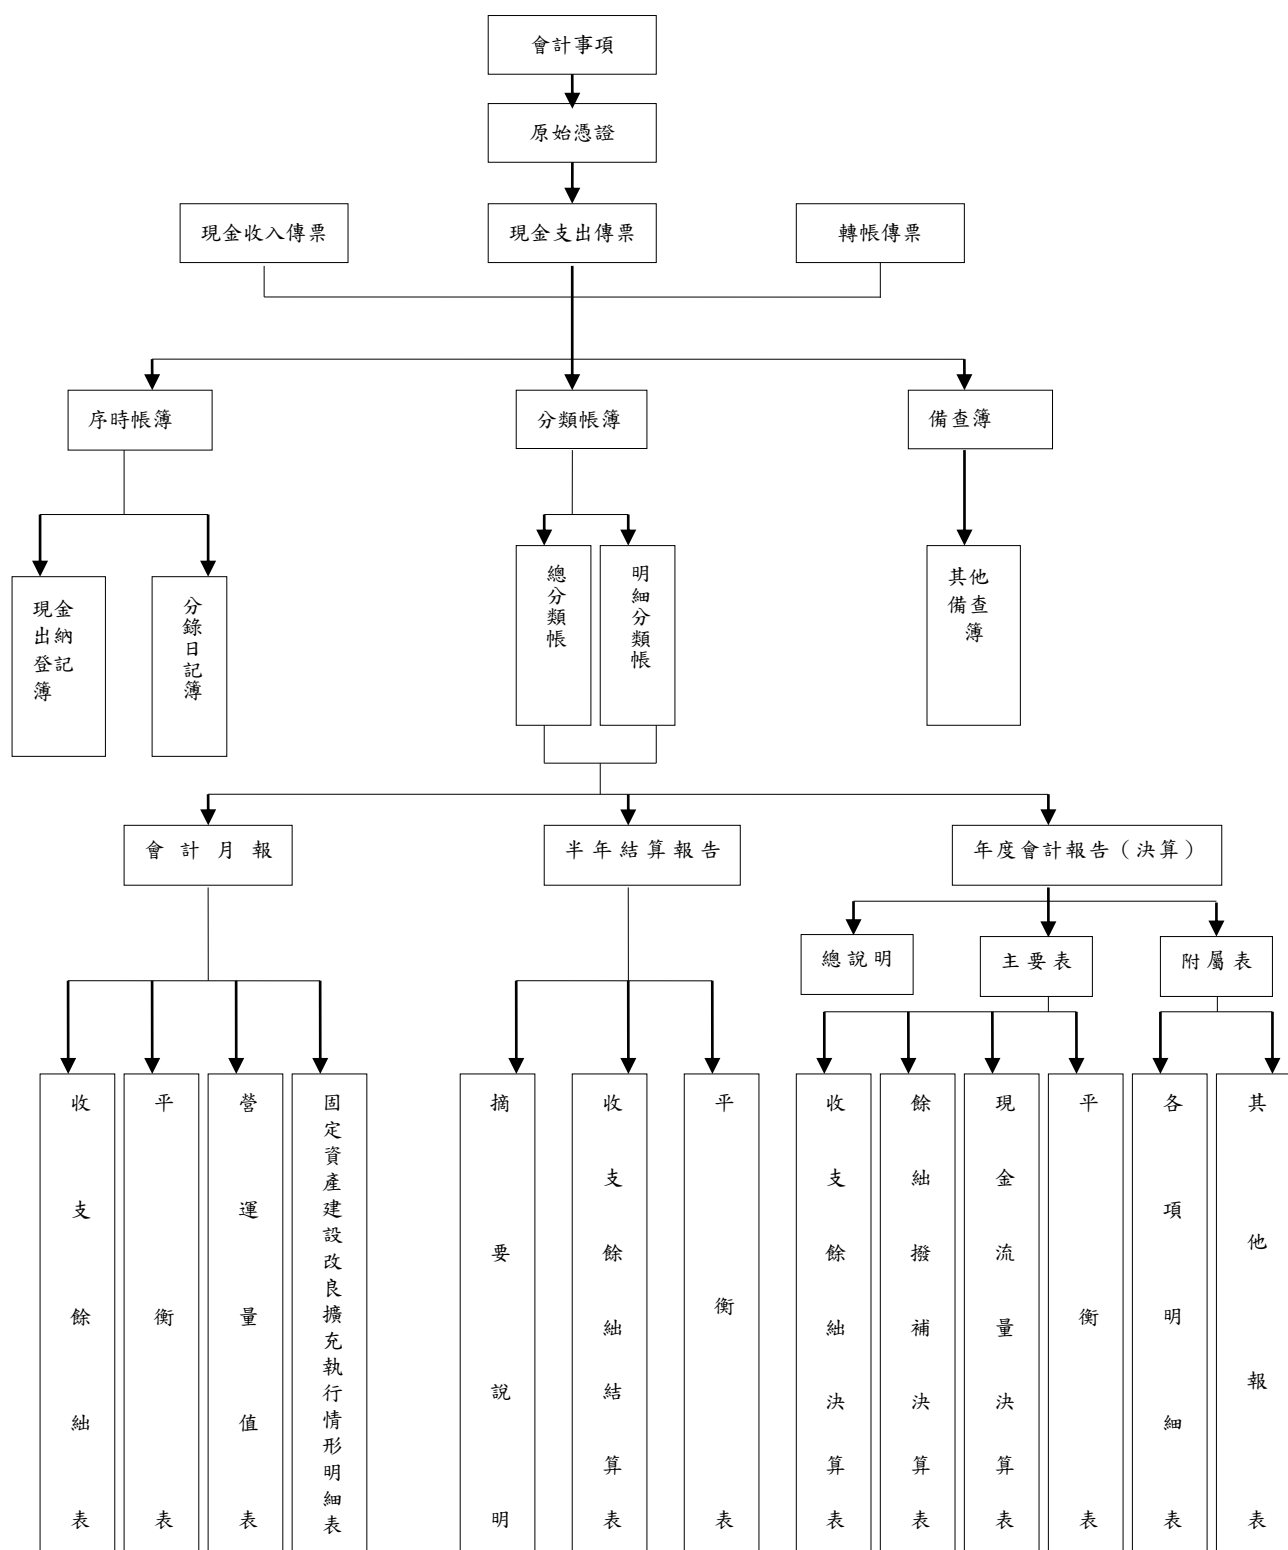 會計事項
原始憑證
現金收入傳票
現金支出傳票
轉帳傳票
序時帳簿
分類帳簿
備查簿
現金
出納
登記
簿
分錄日記簿
總分類帳
明細分類帳
其他
備查
簿
會計月報
半年結算報告
年度會計報告（決算）
總說明
主要表
附屬表
收支餘絀表
平衡表
營運量值表
固定資產建設改良擴充執行情形明細表
摘要說明
收支餘絀結算表
平衡表
收支餘絀決算表
餘絀撥補決算表
現金流量決算表
平衡表
各項明細表
其他報表